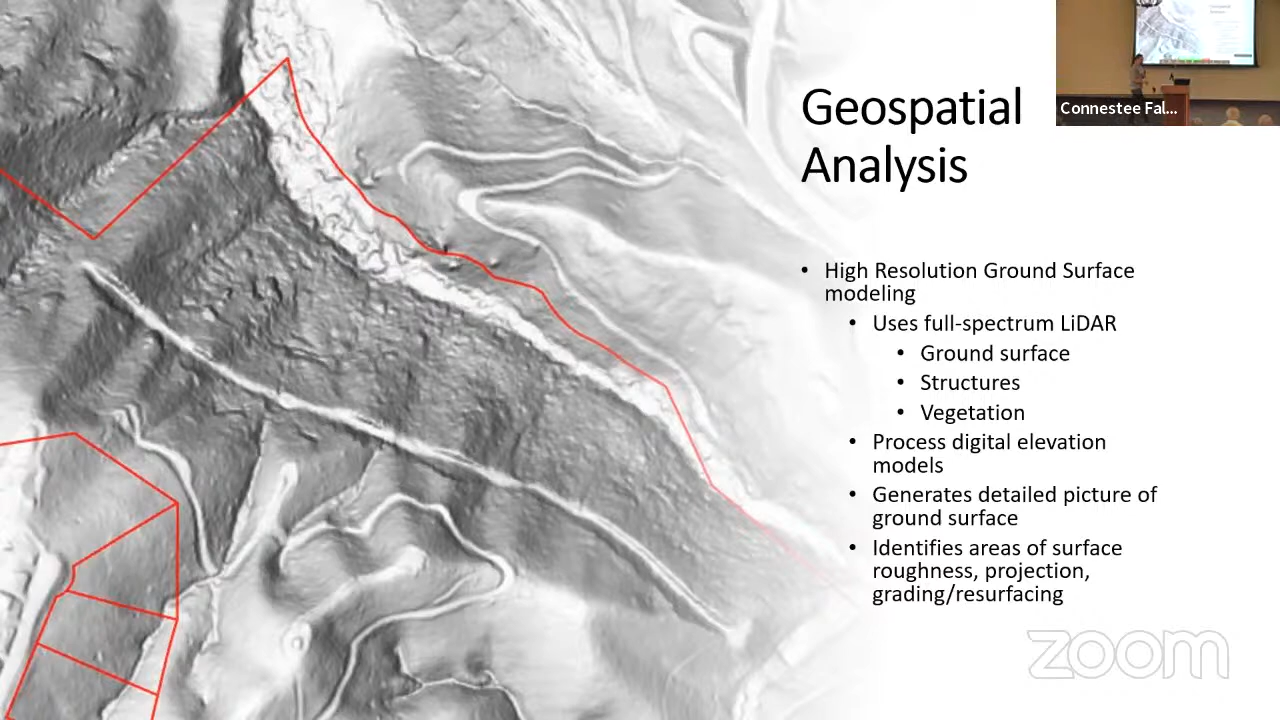 Geospatial
Analysis
Connestee Fal...
• High Resolution Ground Surface
modeling
• Uses full-spectrum LiDAR
• Ground surface
• Structures
• Vegetation
• Process digital elevation
models
• Generates detailed picture of
ground surface
• Identifies areas of surface
roughness, projection,
grading/resurfacing
zoom